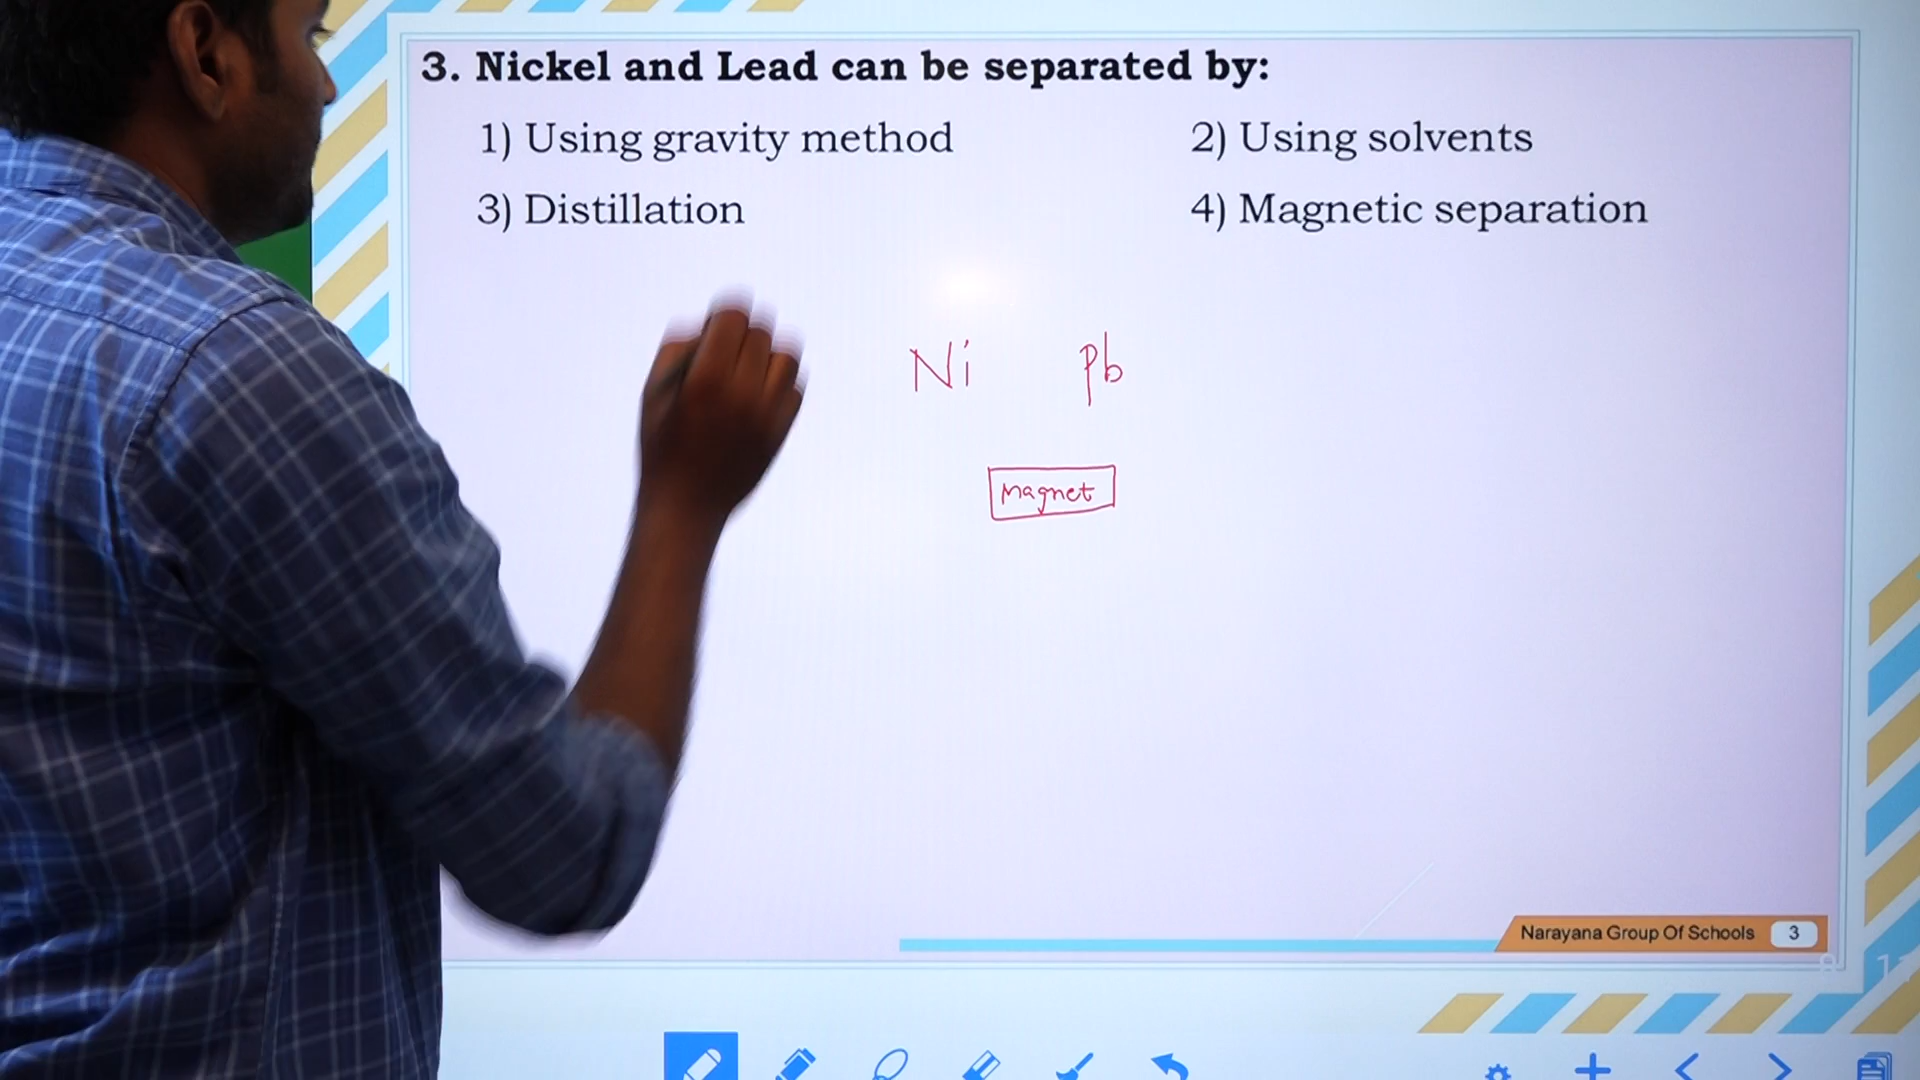 3. Nickel and Lead can be separated by:
1) Using gravity method 2) Using solvents
3) Distillation 4) Magnetic separation
Ni Pb
Magnet
Narayana Group Of Schools 3